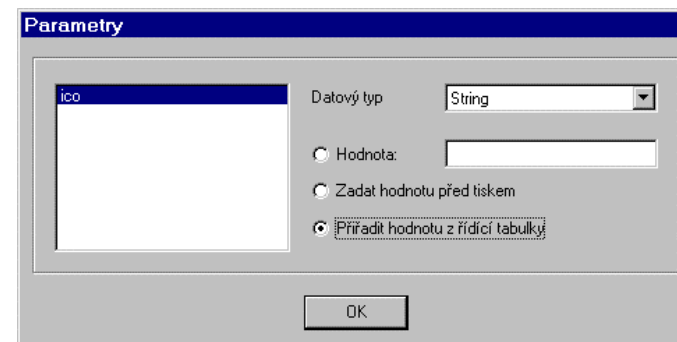 Parametry
ico
Datový typ
String
Hodnota:
Zadat hodnotu před tiskem
Přiřadit hodnotu z řídící tabulky
OK